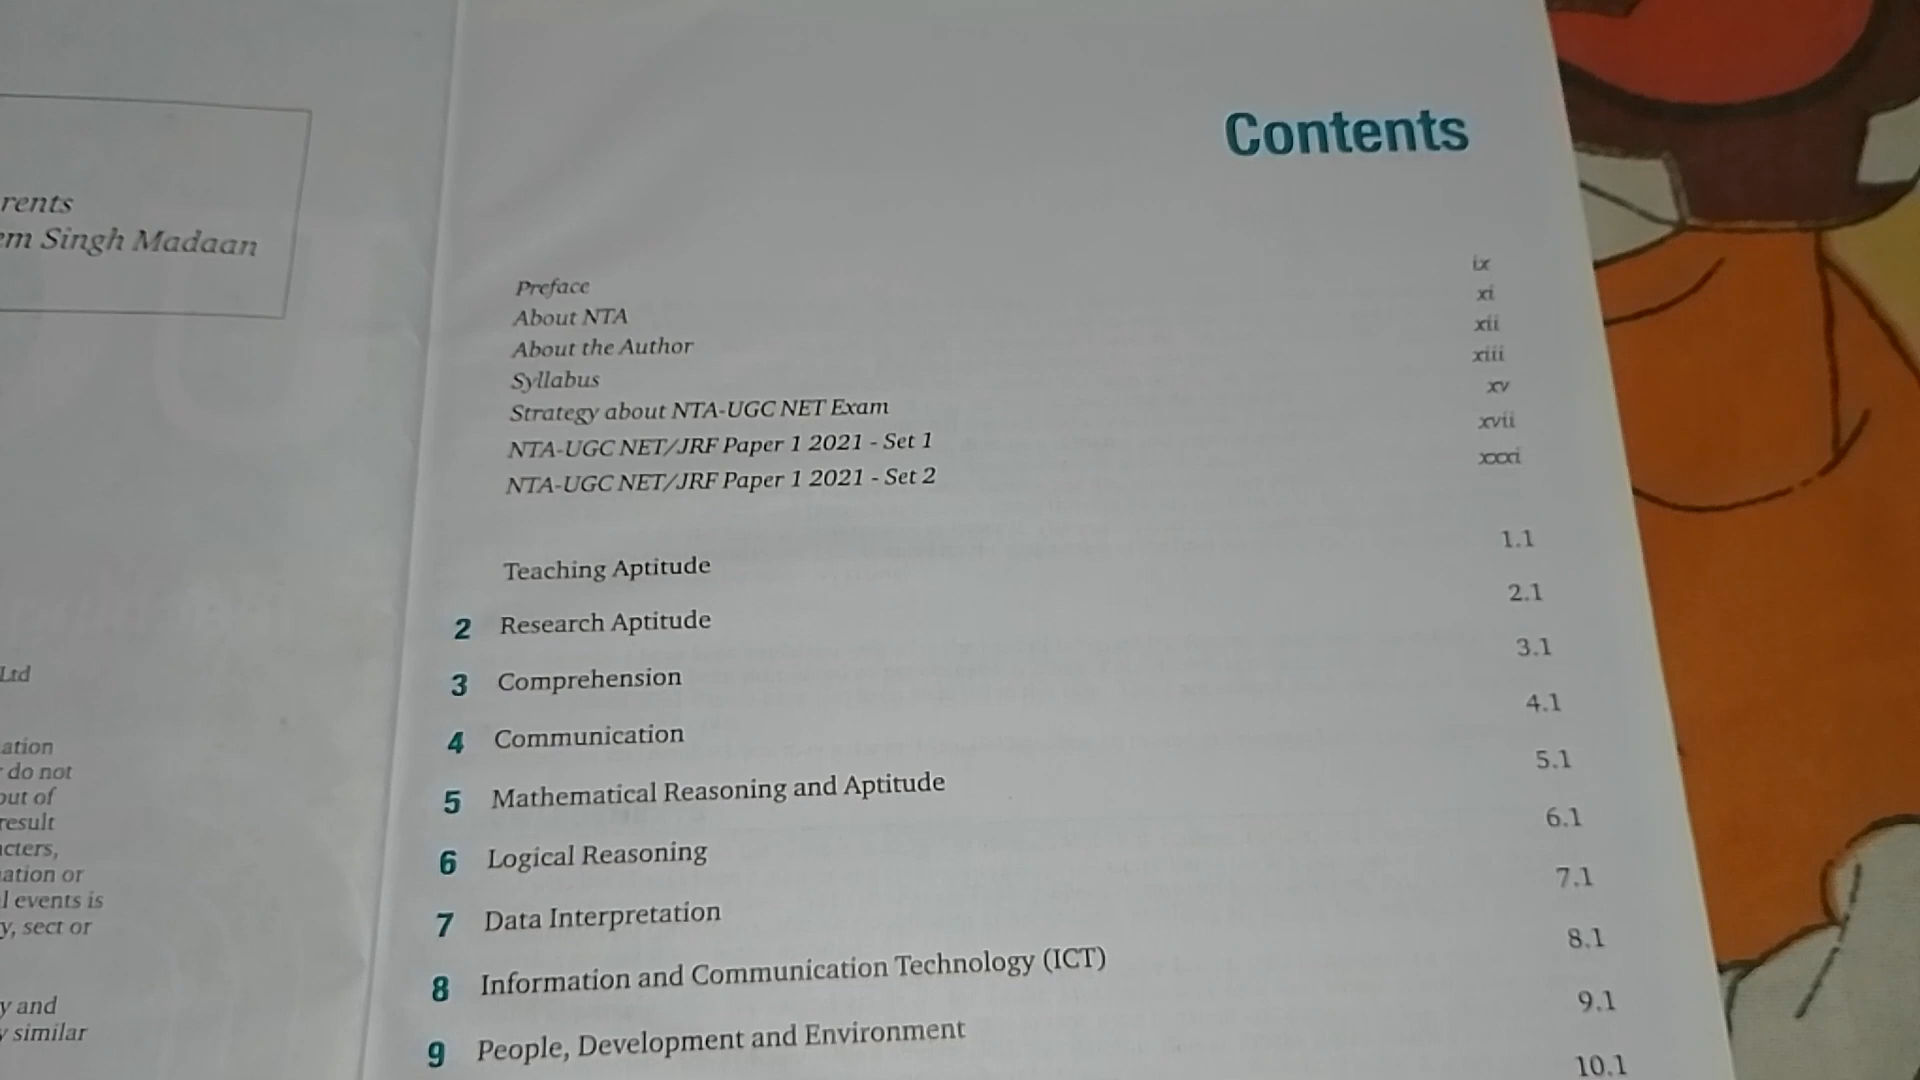 rents
em Singh Madaan
Ltd
ation
do not
out of
result
acters,
ation or
l events is
y, sect or
y and
similar
Contents
Preface ix
About NTA xi
About the Author xii
Syllabus xiii
Strategy about NTA-UGC NET Exam xv
NTA-UGC NET/JRF Paper 1 2021 - Set 1 xvii
NTA-UGC NET/JRF Paper 1 2021 - Set 2 xxxi
Teaching Aptitude 1.1
2 Research Aptitude 2.1
3 Comprehension 3.1
4 Communication 4.1
5 Mathematical Reasoning and Aptitude 5.1
6 Logical Reasoning 6.1
7 Data Interpretation 7.1
8 Information and Communication Technology (ICT) 8.1
9 People, Development and Environment 9.1
10.1